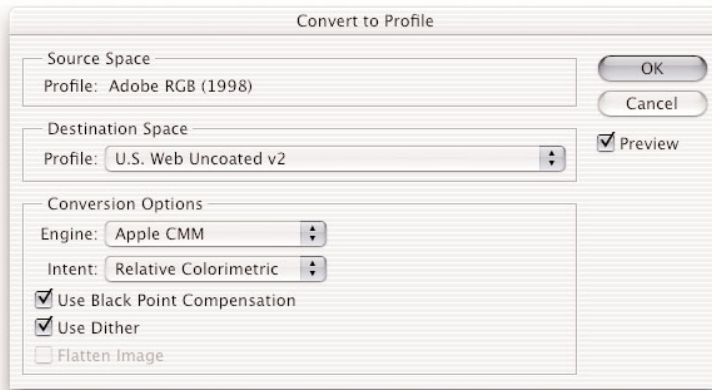 Convert to Profile
Source Space
Profile: Adobe RGB (1998)
Destination Space
Profile: U.S. Web Uncoated v2
Conversion Options
Engine: Apple CMM
Intent: Relative Colorimetric
Use Black Point Compensation
Use Dither
Flatten Image
OK
Cancel
Preview